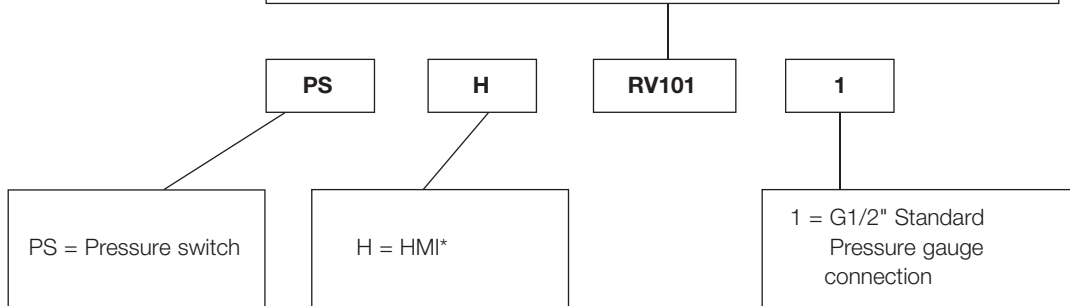 PS H RV101 1
PS = Pressure switch
H = HMI*
1 = G1/2" Standard
Pressure gauge
connection